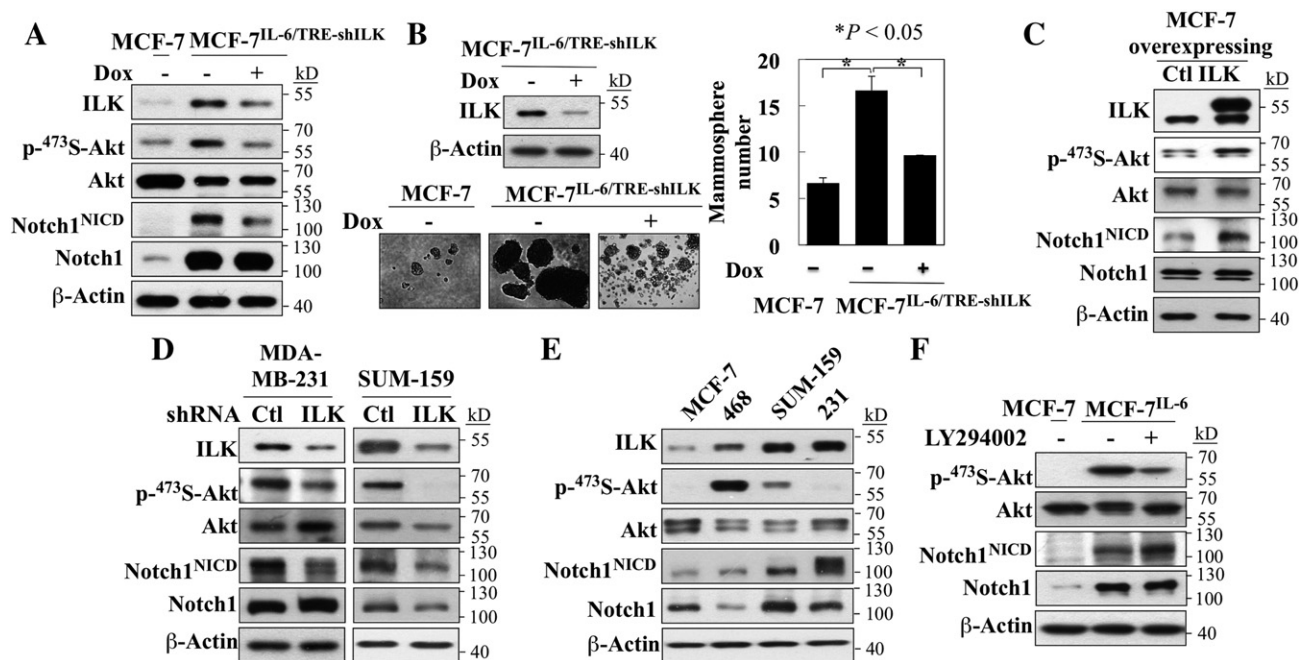 A
MCF-7 MCF-7IL-6/TRE-shILK
Dox - - + kD
ILK 55
p-473S-Akt 70
55
Akt 70
55
Notch1NICD 130
100
Notch1 130
100
β-Actin 40
B
MCF-7IL-6/TRE-shILK
Dox - + kD
ILK 55
β-Actin 40
MCF-7 MCF-7IL-6/TRE-shILK
Dox - - +
*P < 0.05
* *
Mammosphere
number
20
15
10
5
0
Dox - - +
MCF-7 MCF-7IL-6/TRE-shILK
C
MCF-7
overexpressing
Ctl ILK kD
ILK 55
p-473S-Akt 70
55
Akt 70
55
Notch1NICD 130
100
Notch1 130
100
β-Actin 40
D
MDA-
MB-231 SUM-159
shRNA Ctl ILK Ctl ILK kD
ILK 55
p-473S-Akt 70
55
Akt 70
55
Notch1NICD 130
100
Notch1 130
100
β-Actin 40
E
MCF-7 468 SUM-159 231 kD
ILK 55
p-473S-Akt 70
55
Akt 70
55
Notch1NICD 130
100
Notch1 130
100
β-Actin 40
F
MCF-7 MCF-7IL-6
LY294002 - - + kD
p-473S-Akt 70
55
Akt 70
55
Notch1NICD 130
100
Notch1 130
100
β-Actin 40